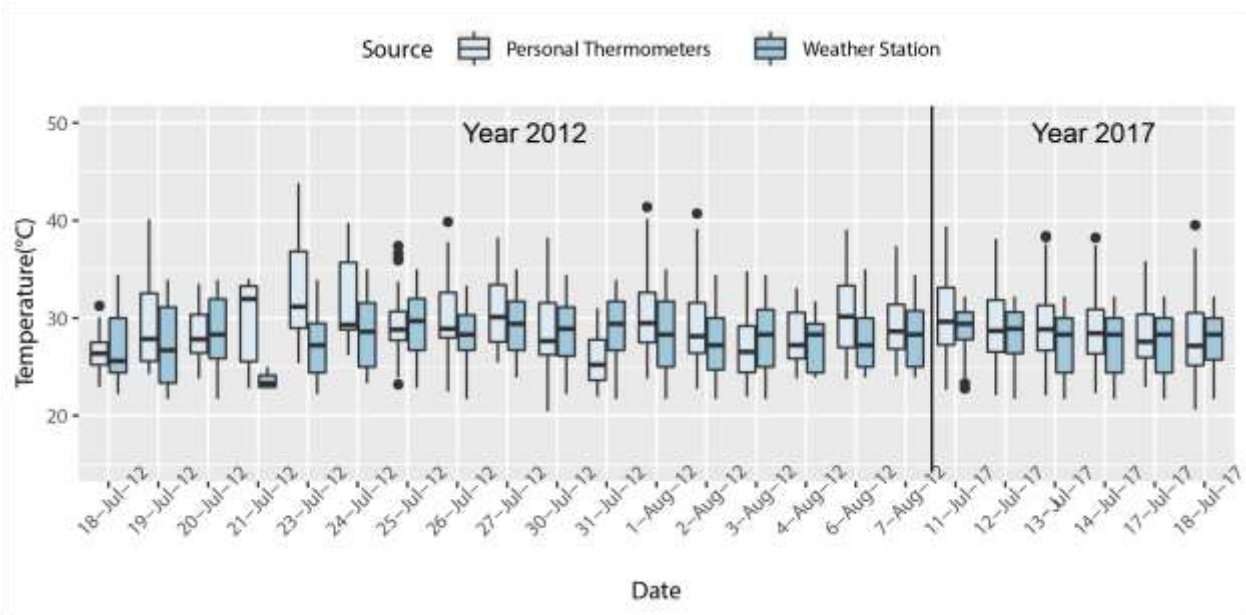 Source Personal Thermometers Weather Station
Year 2012 Year 2017
50
40
30
20
Temperature(°C)
18–Jul–12
19–Jul–12
20–Jul–12
21–Jul–12
23–Jul–12
24–Jul–12
25–Jul–12
26–Jul–12
27–Jul–12
30–Jul–12
31–Jul–12
1–Aug–12
2–Aug–12
3–Aug–12
4–Aug–12
6–Aug–12
7–Aug–12
11–Jul–17
12–Jul–17
13–Jul–17
14–Jul–17
17–Jul–17
18–Jul–17
Date